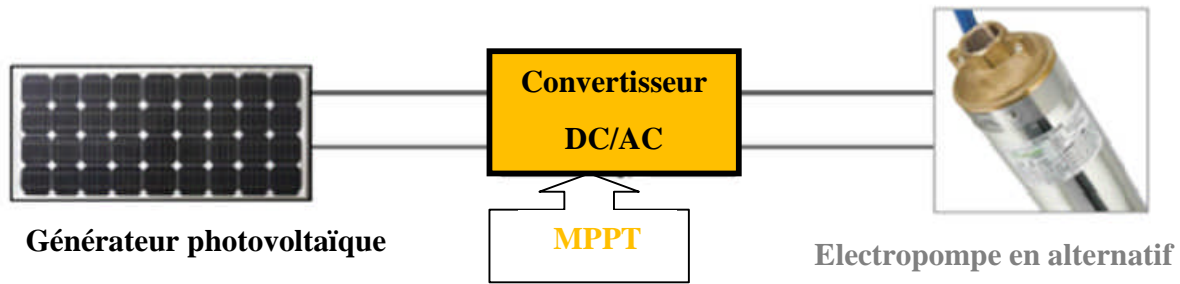 Convertisseur
DC/AC
MPPT
Générateur photovoltaïque
Electropompe en alternatif